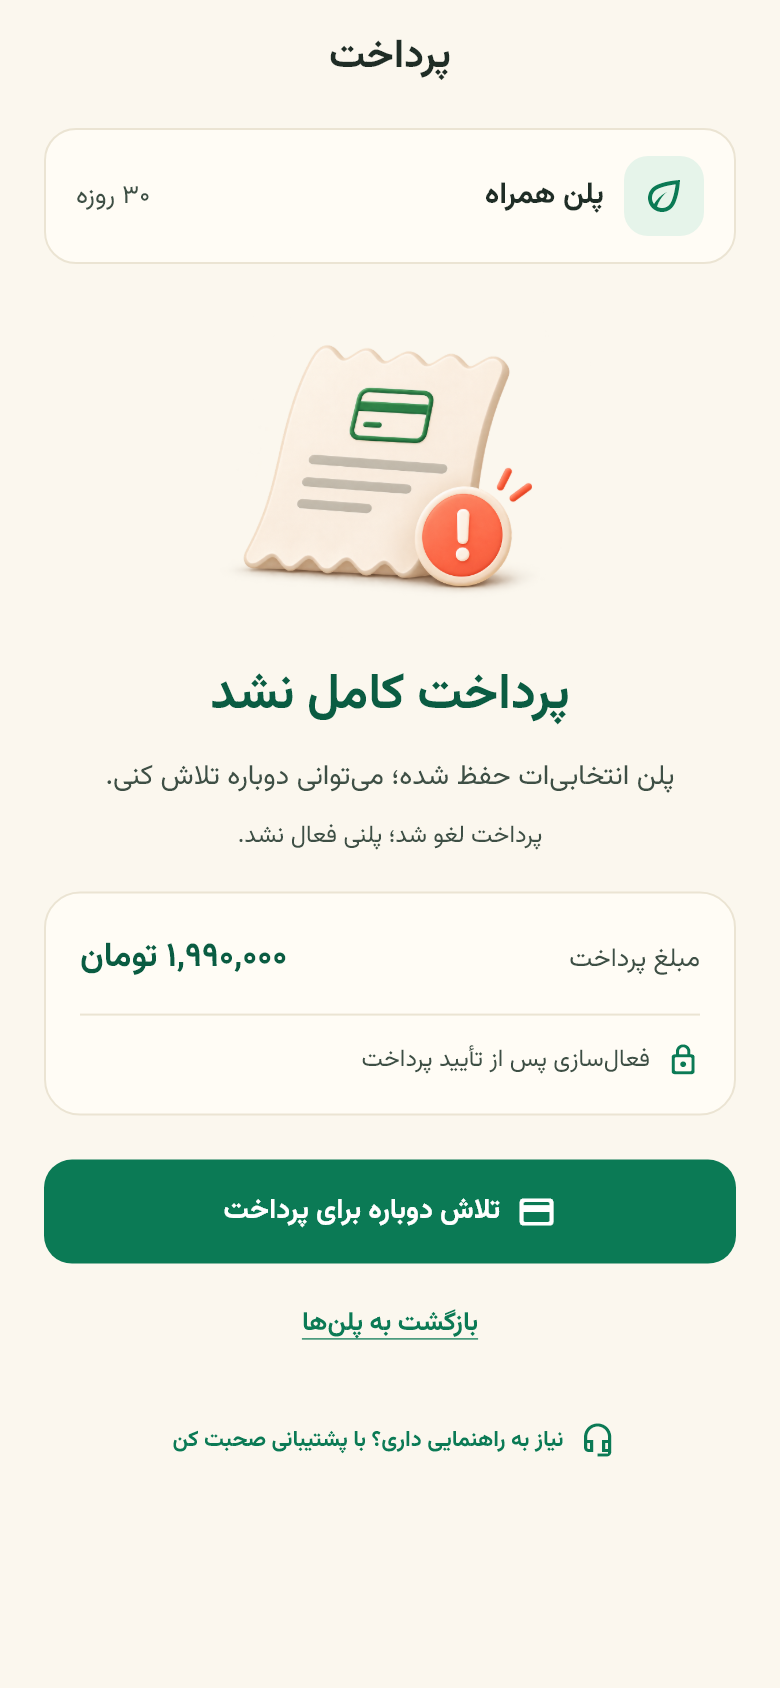 پرداخت
پلن همراه
۳۰ روزه
پرداخت کامل نشد
پلن انتخابی‌ات حفظ شده؛ می‌توانی دوباره تلاش کنی.
پرداخت لغو شد؛ پلنی فعال نشد.
مبلغ پرداخت
۱,۹۹۰,۰۰۰ تومان
فعال‌سازی پس از تأیید پرداخت
تلاش دوباره برای پرداخت
بازگشت به پلن‌ها
نیاز به راهنمایی داری؟ با پشتیبانی صحبت کن